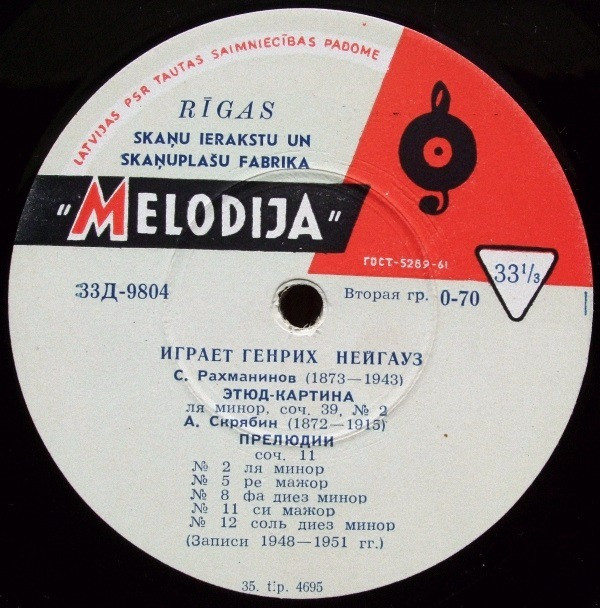 LATVIJAS PSR TAUTAS SAIMNIECĪBAS PADOME
RĪGAS
SKAŅU IERAKSTU UN
SKAŅUPLAŠU FABRIKA
"MELODIJA"
ГОСТ-5289-61
33⅓
33Д-9804
Вторая гр. 0-70
ИГРАЕТ ГЕНРИХ НЕЙГАУЗ
С. Рахманинов (1873—1943)
ЭТЮД-КАРТИНА
ля минор, соч. 39, № 2
А. Скрябин (1872—1915)
ПРЕЛЮДИИ
соч. 11
№ 2 ля минор
№ 5 ре мажор
№ 8 фа диез минор
№ 11 си мажор
№ 12 соль диез минор
(Записи 1948—1951 гг.)
35. t:p. 4695